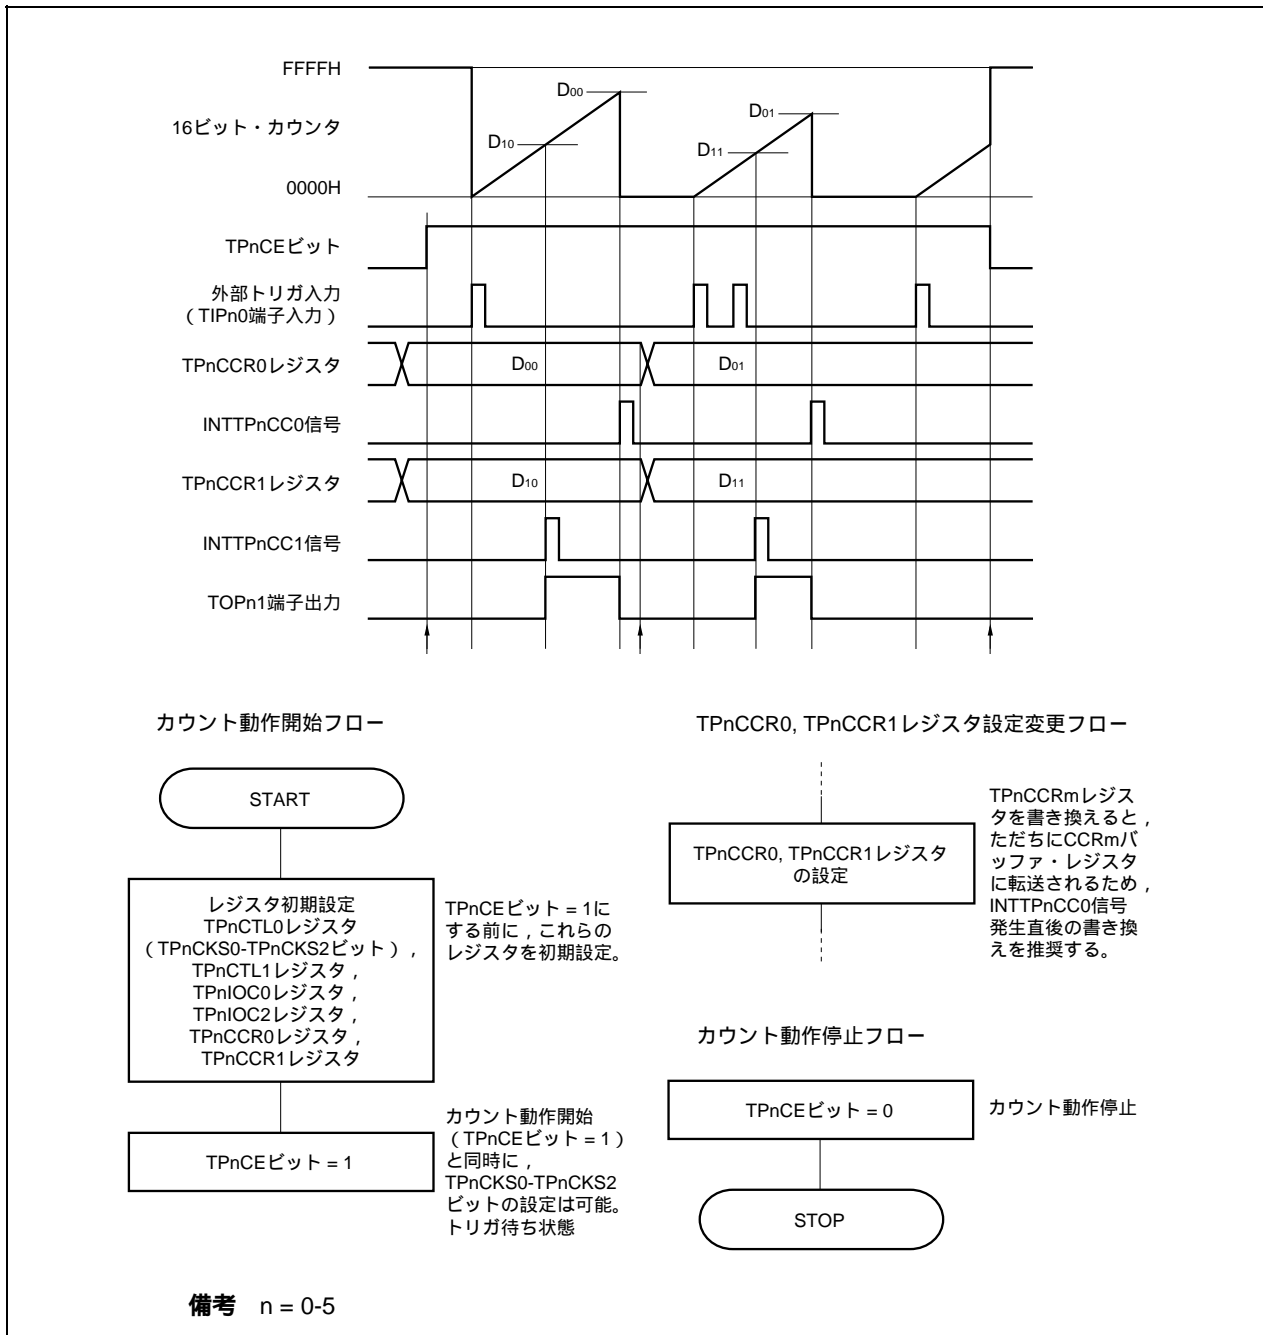 FFFFH
D00
16ビット・カウンタ
D01
D10
D11
0000H
TPnCEビット
外部トリガ入力
(TIPn0端子入力)
TPnCCR0レジスタ
D00
D01
INTTPnCC0信号
TPnCCR1レジスタ
D10
D11
INTTPnCC1信号
TOPn1端子出力
カウント動作開始フロー
START
レジスタ初期設定
TPnCTL0レジスタ
(TPnCKS0-TPnCKS2ビット),
TPnCTL1レジスタ,
TPnIOC0レジスタ,
TPnIOC2レジスタ,
TPnCCR0レジスタ,
TPnCCR1レジスタ
TPnCEビット = 1に
する前に,これらの
レジスタを初期設定。
TPnCEビット = 1
カウント動作開始
(TPnCEビット = 1)
と同時に,
TPnCKS0-TPnCKS2
ビットの設定は可能。
トリガ待ち状態
TPnCCR0, TPnCCR1レジスタ設定変更フロー
TPnCCR0, TPnCCR1レジスタ
の設定
TPnCCRmレジス
タを書き換えると,
ただちにCCRmバ
ッファ・レジスタ
に転送されるため,
INTTPnCC0信号
発生直後の書き換
えを推奨する。
カウント動作停止フロー
TPnCEビット = 0
カウント動作停止
STOP
備考 n = 0-5